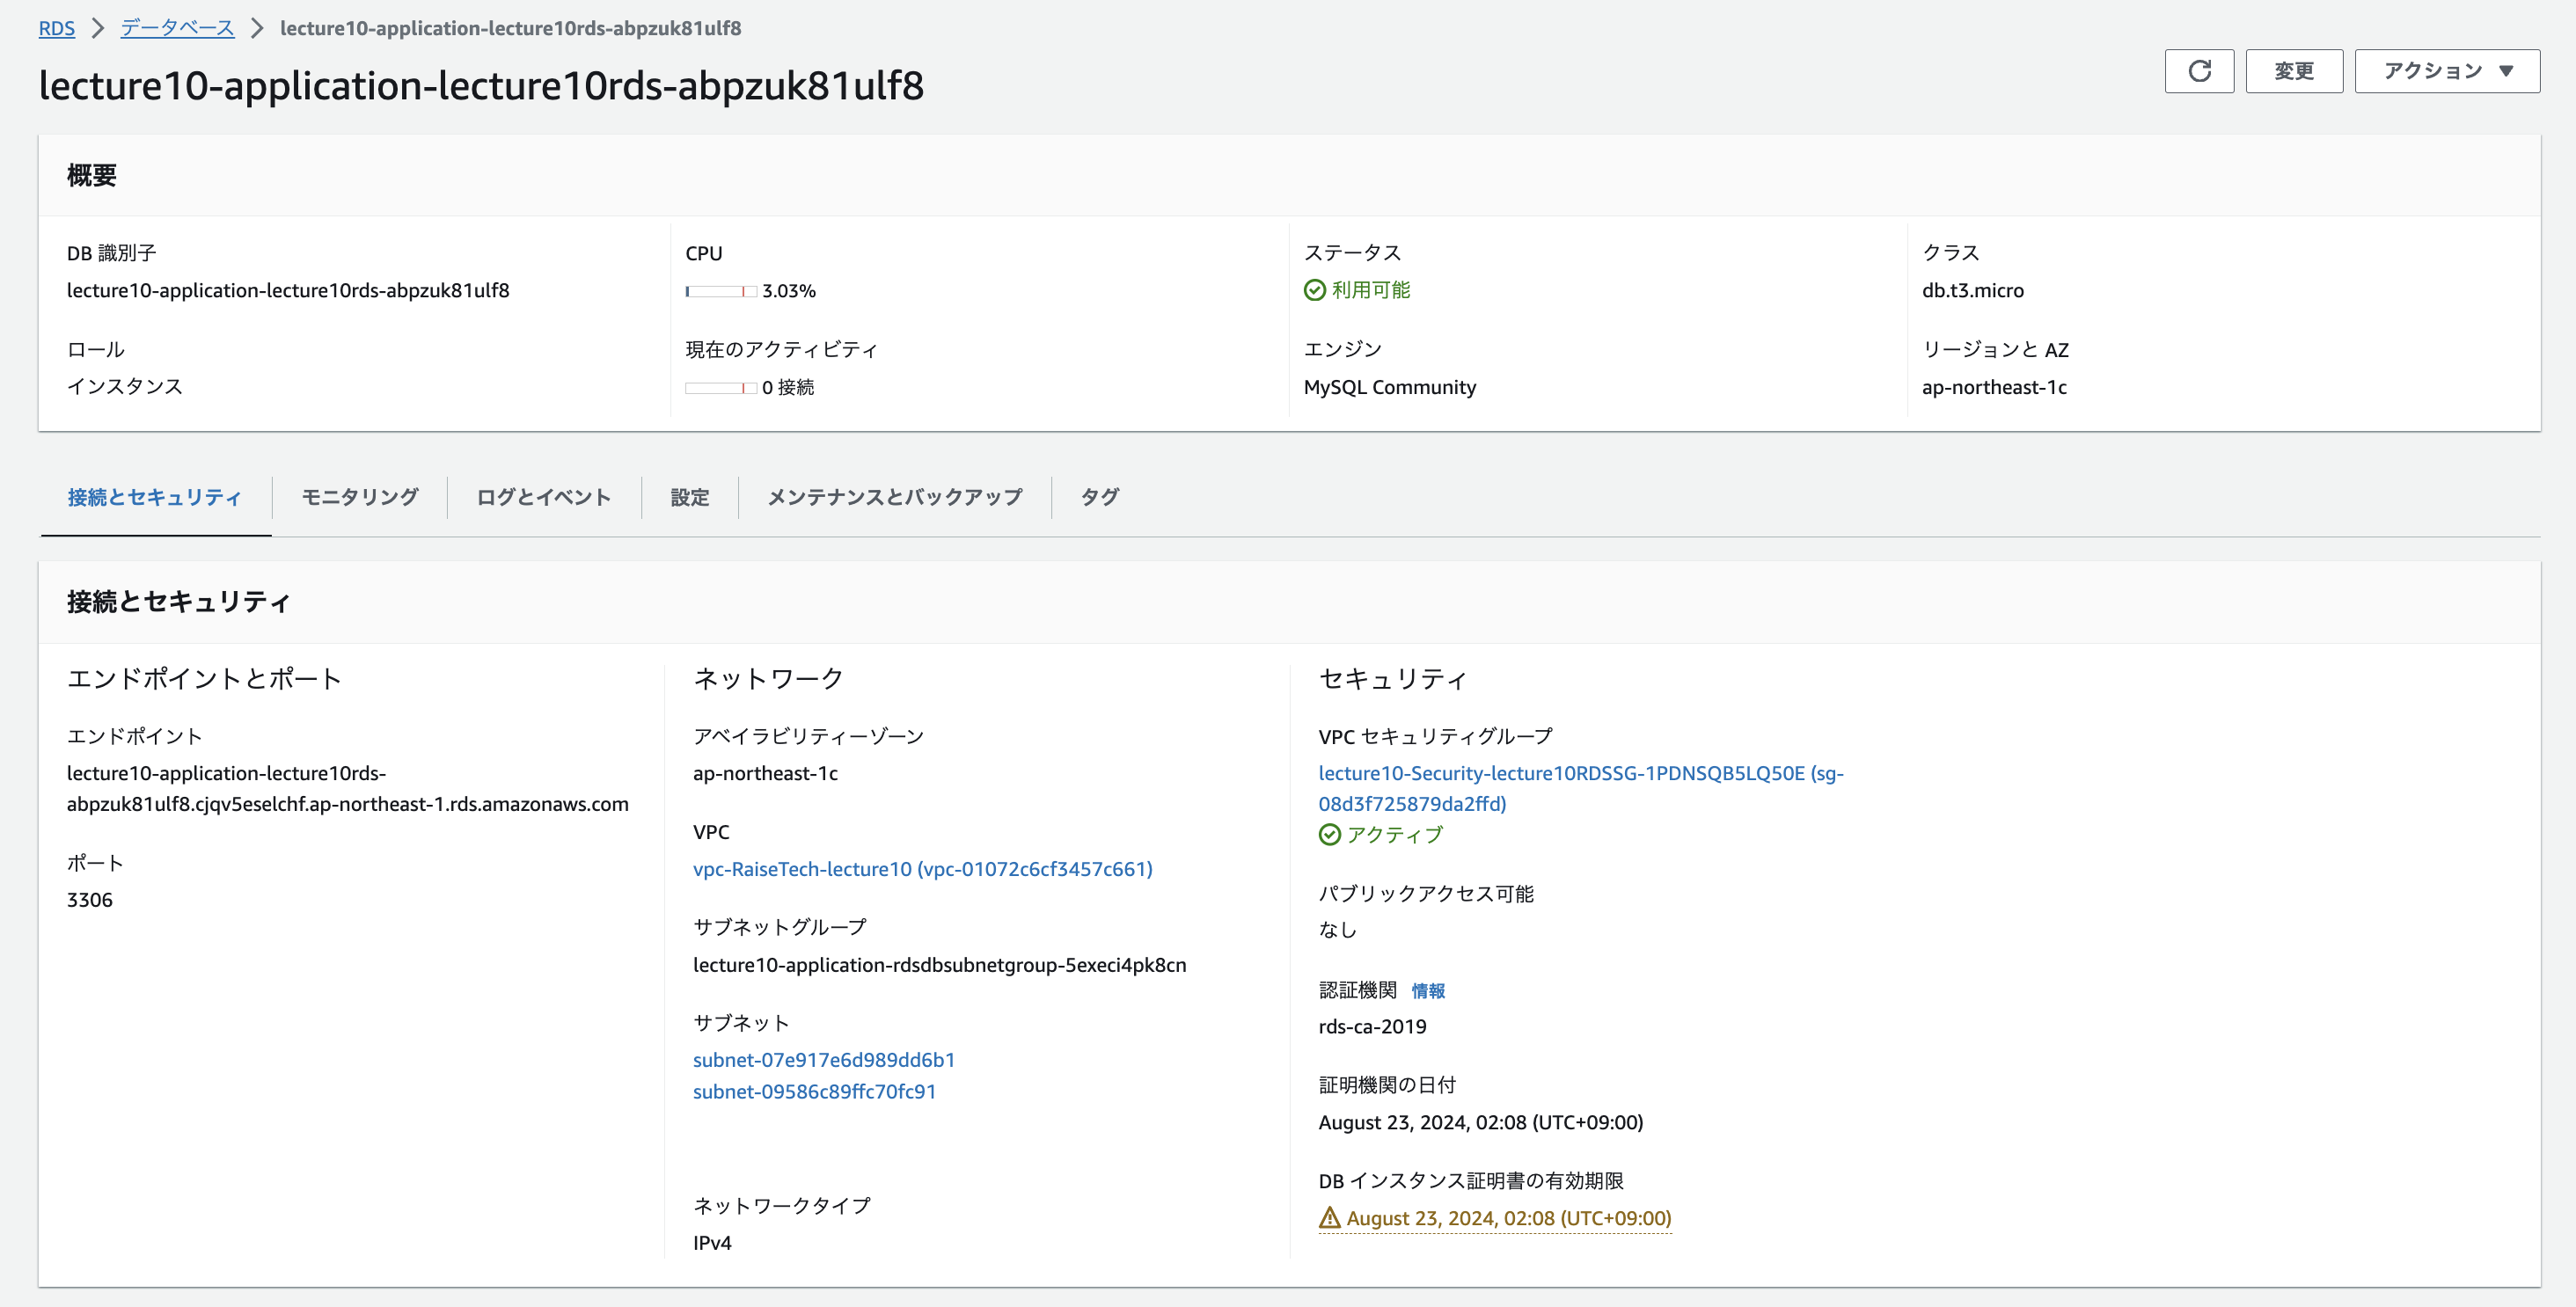 RDS > データベース > lecture10-application-lecture10rds-abpzuk81ulf8
lecture10-application-lecture10rds-abpzuk81ulf8
変更
アクション
概要
DB 識別子
lecture10-application-lecture10rds-abpzuk81ulf8
CPU
3.03%
ステータス
利用可能
クラス
db.t3.micro
ロール
インスタンス
現在のアクティビティ
0 接続
エンジン
MySQL Community
リージョンと AZ
ap-northeast-1c
接続とセキュリティ
モニタリング
ログとイベント
設定
メンテナンスとバックアップ
タグ
接続とセキュリティ
エンドポイントとポート
エンドポイント
lecture10-application-lecture10rds-
abpzuk81ulf8.cjqv5eselchf.ap-northeast-1.rds.amazonaws.com
ポート
3306
ネットワーク
アベイラビリティーゾーン
ap-northeast-1c
VPC
vpc-RaiseTech-lecture10 (vpc-01072c6cf3457c661)
サブネットグループ
lecture10-application-rdsdbsubnetgroup-5execi4pk8cn
サブネット
subnet-07e917e6d989dd6b1
subnet-09586c89ffc70fc91
ネットワークタイプ
IPv4
セキュリティ
VPC セキュリティグループ
lecture10-Security-lecture10RDSSG-1PDNSQB5LQ50E (sg-
08d3f725879da2ffd)
アクティブ
パブリックアクセス可能
なし
認証機関 情報
rds-ca-2019
証明機関の日付
August 23, 2024, 02:08 (UTC+09:00)
DB インスタンス証明書の有効期限
August 23, 2024, 02:08 (UTC+09:00)